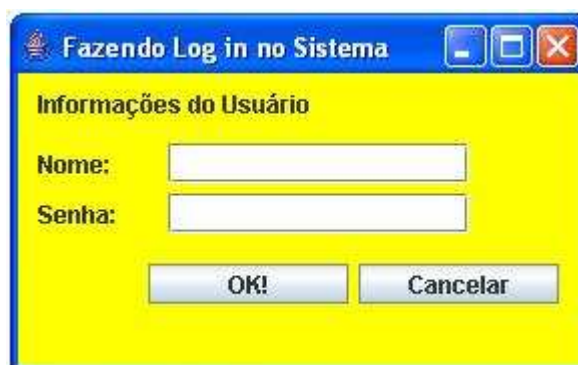 Fazendo Log in no Sistema
Informações do Usuário
Nome:
Senha:
OK! Cancelar